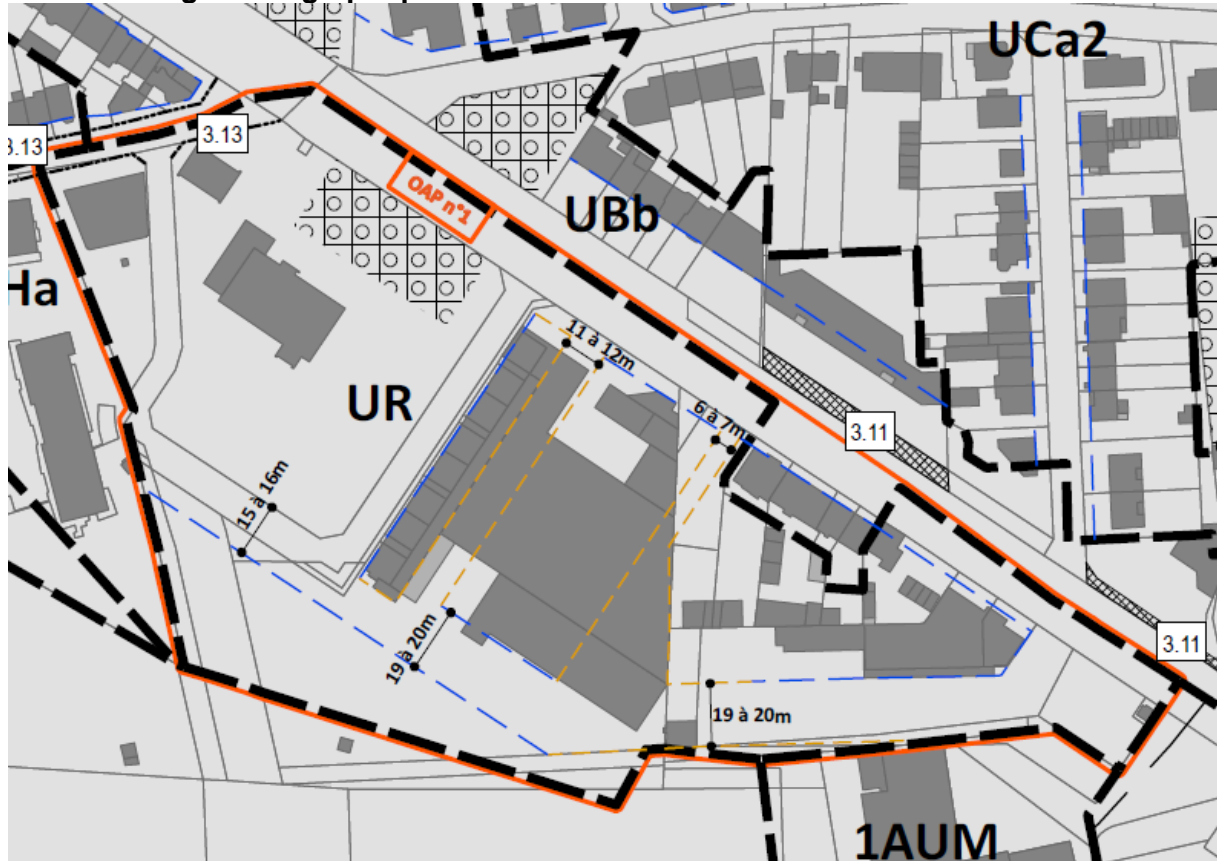 UCa2
3.13
3.13
OAP n°1
UBb
Ha
11 à 12m
UR
6 à 7m
3.11
15 à 16m
19 à 20m
3.11
19 à 20m
1AUM